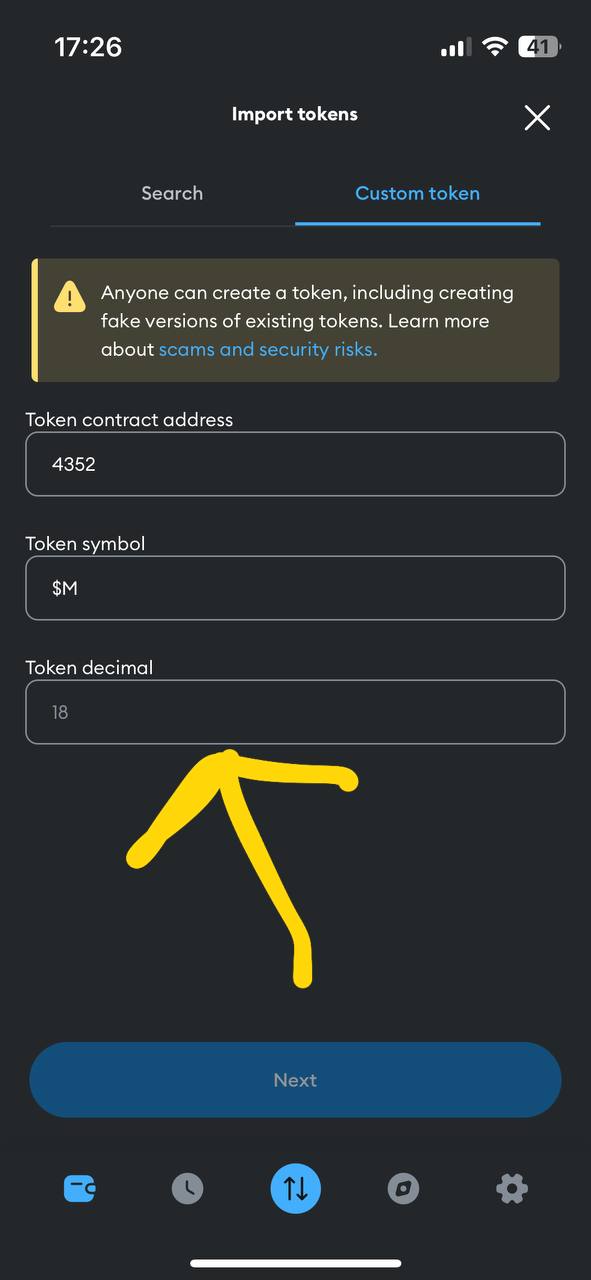 17:26
41
Import tokens
Search
Custom token
Anyone can create a token, including creating
fake versions of existing tokens. Learn more
about scams and security risks.
Token contract address
4352
Token symbol
$M
Token decimal
18
Next